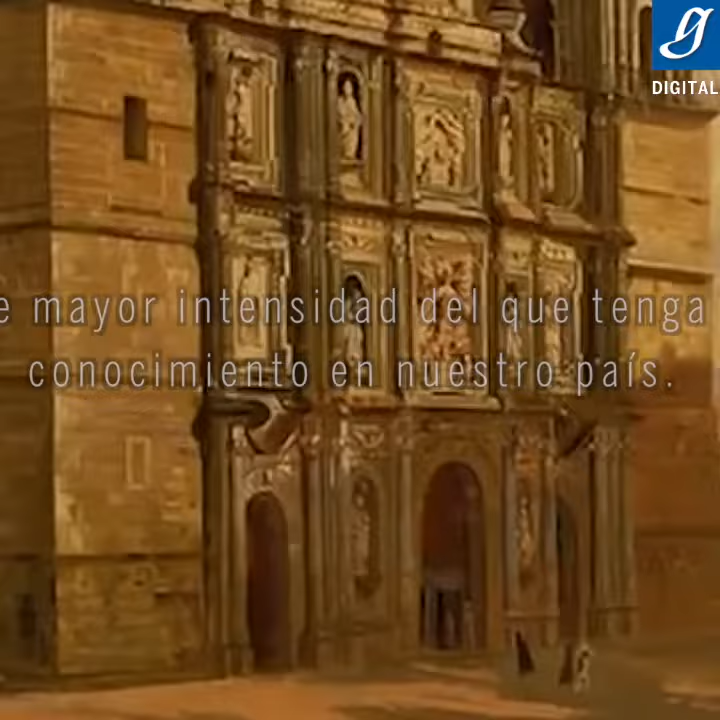 DIGITAL
e mayor intensidad del que tenga
conocimiento en nuestro país.